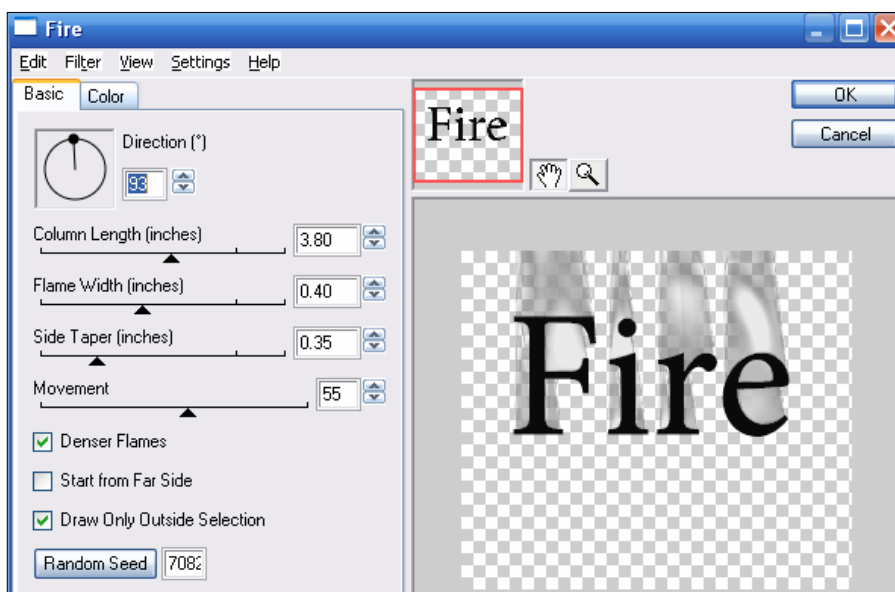 Fire
Edit Filter View Settings Help
Basic Color
Direction (°)
93
Column Length (inches)
3.80
Flame Width (inches)
0.40
Side Taper (inches)
0.35
Movement
55
Denser Flames
Start from Far Side
Draw Only Outside Selection
Random Seed
Fire
OK
Cancel
Fire